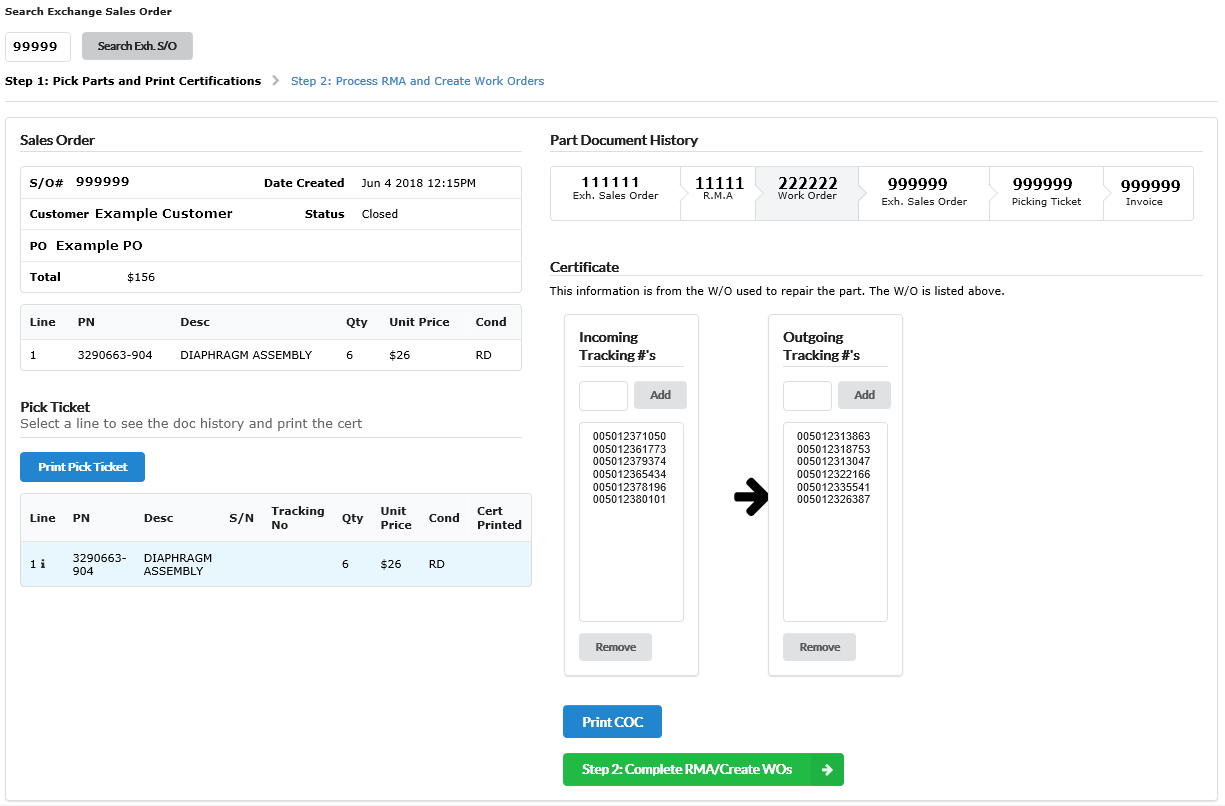 Search Exchange Sales Order
99999 Search Exh. S/O
Step 1: Pick Parts and Print Certifications Step 2: Process RMA and Create Work Orders
Sales Order
S/O# 999999 Date Created Jun 4 2018 12:15PM
Customer Example Customer Status Closed
PO Example PO
Total $156
Line PN Desc Qty Unit Price Cond
1 3290663-904 DIAPHRAGM ASSEMBLY 6 $26 RD
Pick Ticket
Select a line to see the doc history and print the cert
Print Pick Ticket
Line PN Desc S/N Tracking No Qty Unit Price Cond Cert Printed
1 i 3290663-904 DIAPHRAGM ASSEMBLY 6 $26 RD
Part Document History
111111 11111 222222 999999 999999 999999
Exh. Sales Order R.M.A Work Order Exh. Sales Order Picking Ticket Invoice
Certificate
This information is from the W/O used to repair the part. The W/O is listed above.
Incoming
Tracking #'s
Add
005012371050
005012361773
005012379374
005012365434
005012378196
005012380101
Remove
Outgoing
Tracking #'s
Add
005012313863
005012318753
005012313047
005012322166
005012335541
005012326387
Remove
Print COC
Step 2: Complete RMA/Create WOs